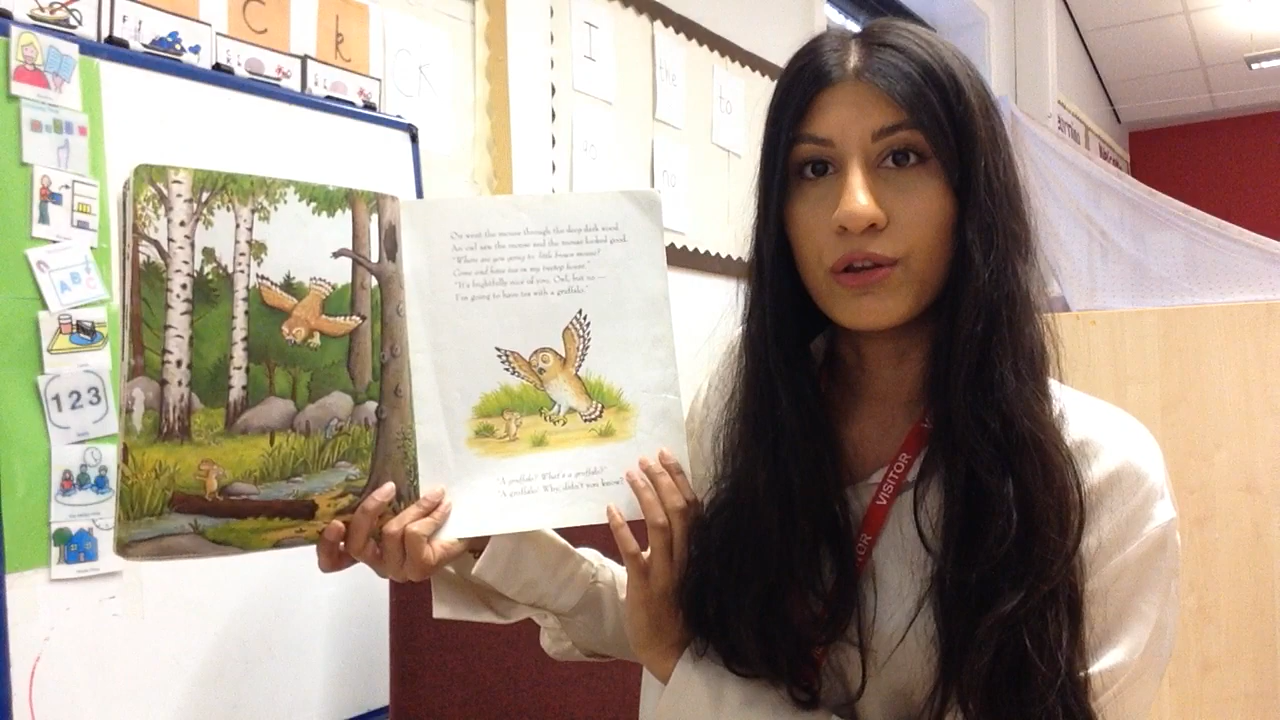 c
k
ck
I
the
to
no
On went the mouse through the deep dark wood.
An owl saw the mouse and the mouse looked good.
"Where are you going to, little brown mouse?
Come and have tea in my treetop house."
"It's frightfully nice of you, Owl, but no —
I'm going to have tea with a gruffalo."
"A gruffalo? What's a gruffalo?"
"A gruffalo! Why, didn't you know?
ABC
123
VISITOR
TOR